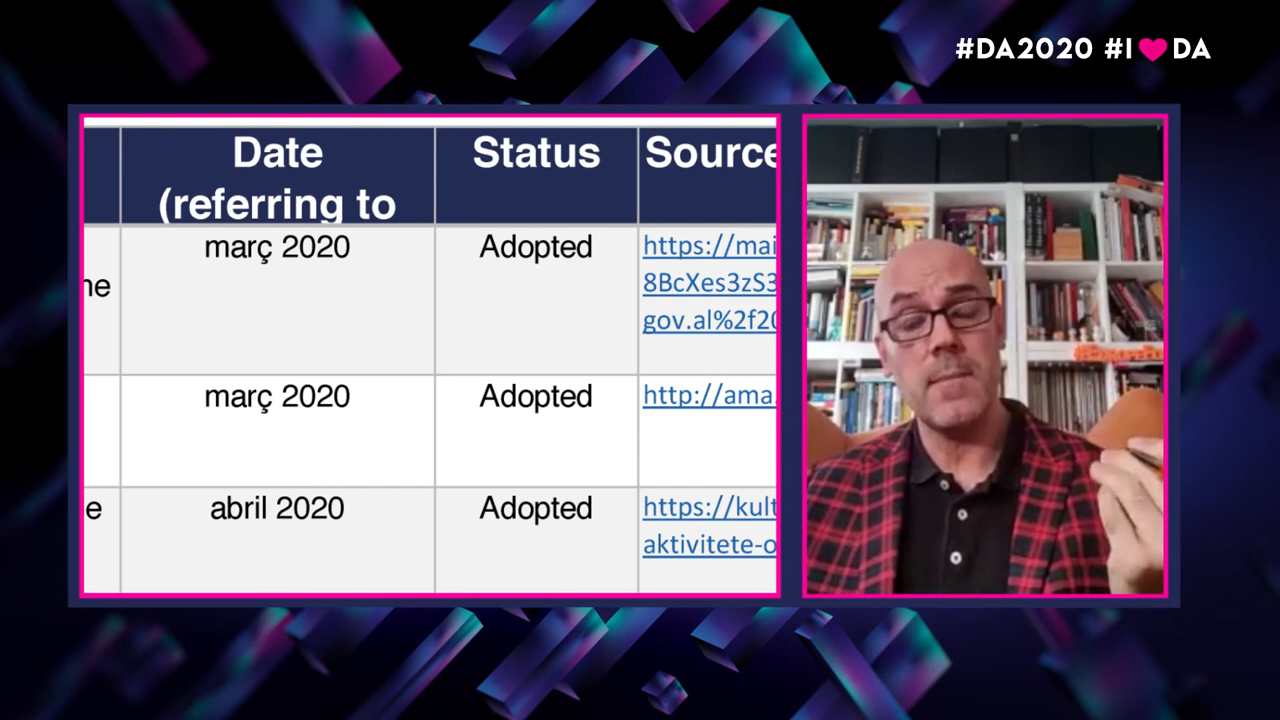 #DA2020 #I ❤ DA
Date
(referring to
Status
Source
març 2020
Adopted
https://mai
8BcXes3zS3
gov.al%2f20
he
març 2020
Adopted
http://ama.
e
abril 2020
Adopted
https://kult
aktivitete-o